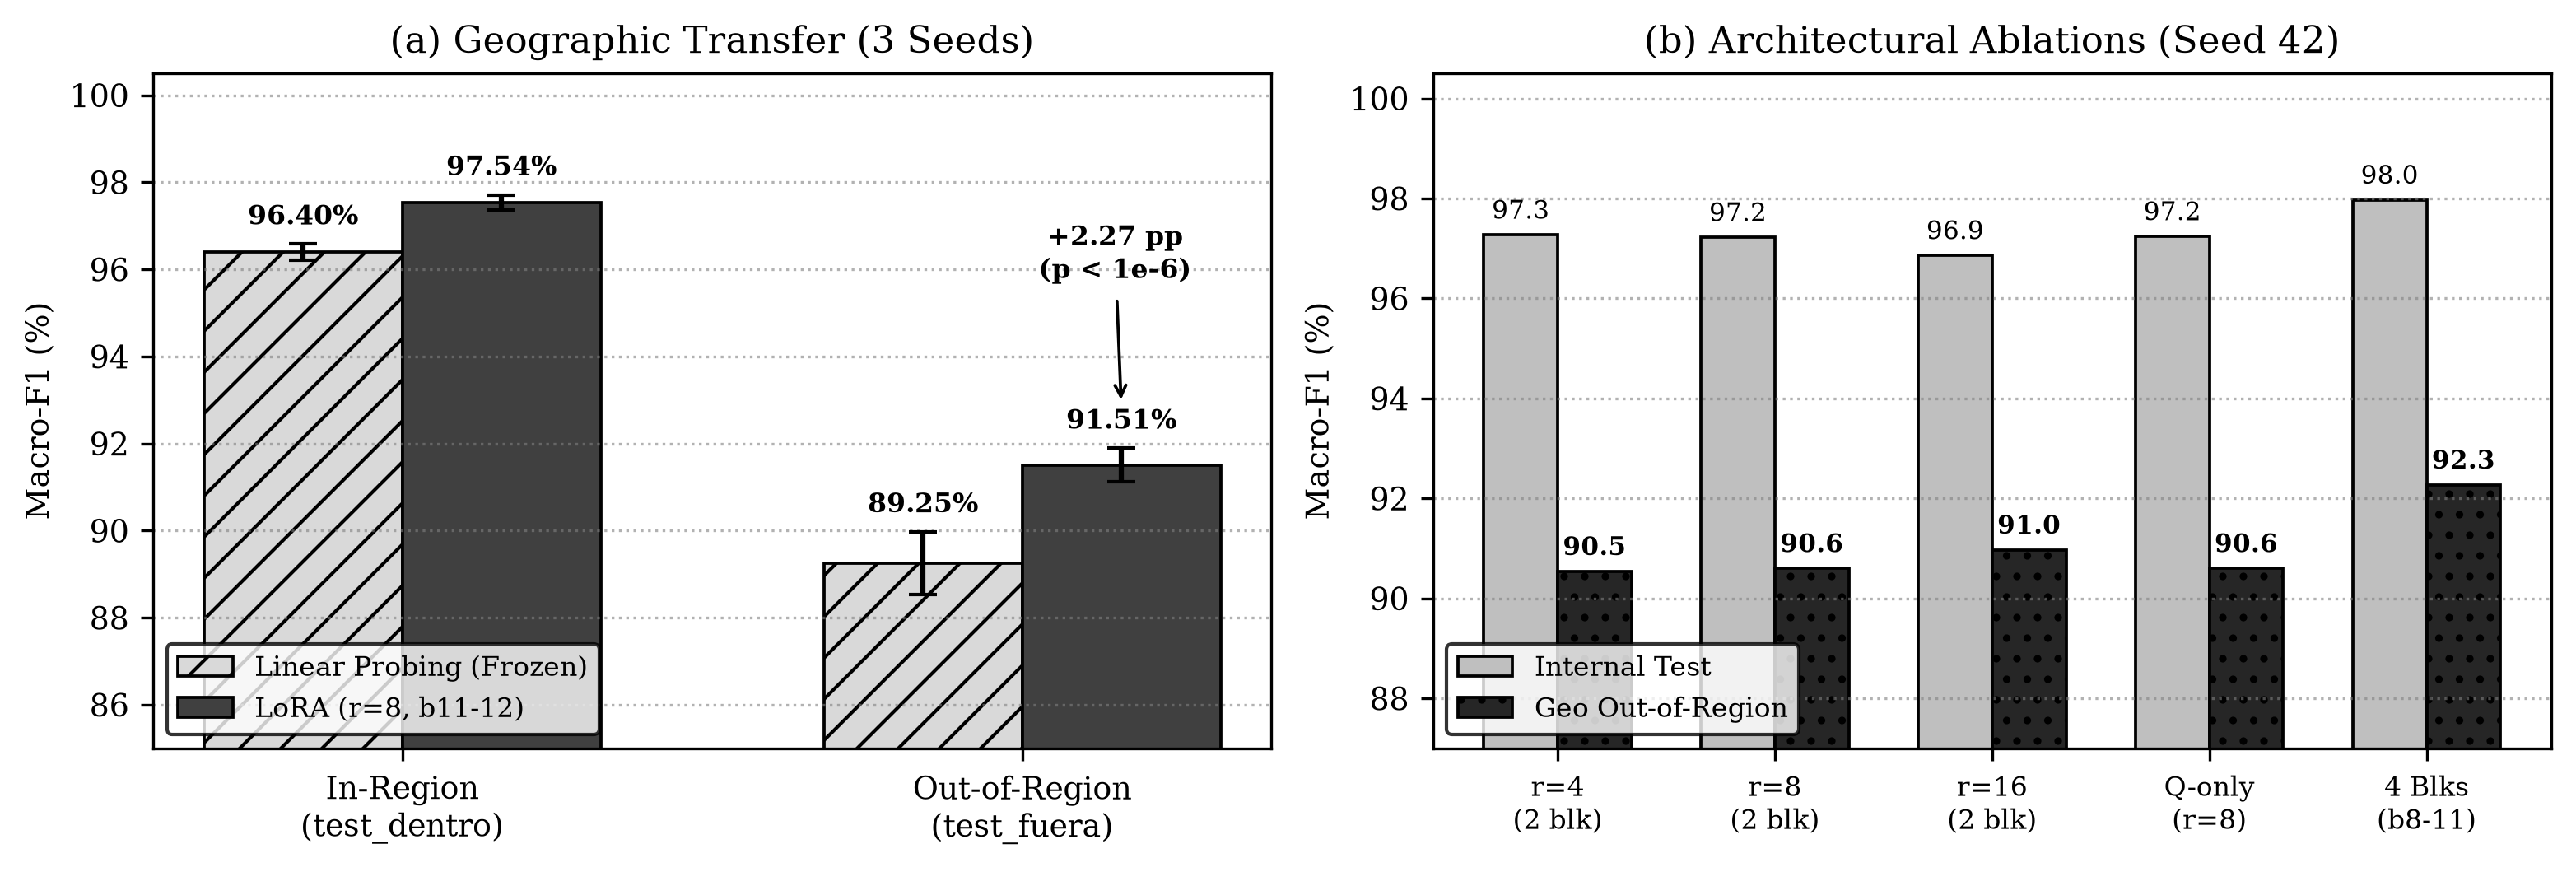 (a) Geographic Transfer (3 Seeds)
Macro-F1 (%)
100
98
96
94
92
90
88
86
96.40%
97.54%
89.25%
91.51%
+2.27 pp
(p < 1e-6)
Linear Probing (Frozen)
LoRA (r=8, b11-12)
In-Region
(test_dentro)
Out-of-Region
(test_fuera)
(b) Architectural Ablations (Seed 42)
Macro-F1 (%)
100
98
96
94
92
90
88
97.3
90.5
97.2
90.6
96.9
91.0
97.2
90.6
98.0
92.3
Internal Test
Geo Out-of-Region
r=4
(2 blk)
r=8
(2 blk)
r=16
(2 blk)
Q-only
(r=8)
4 Blks
(b8-11)